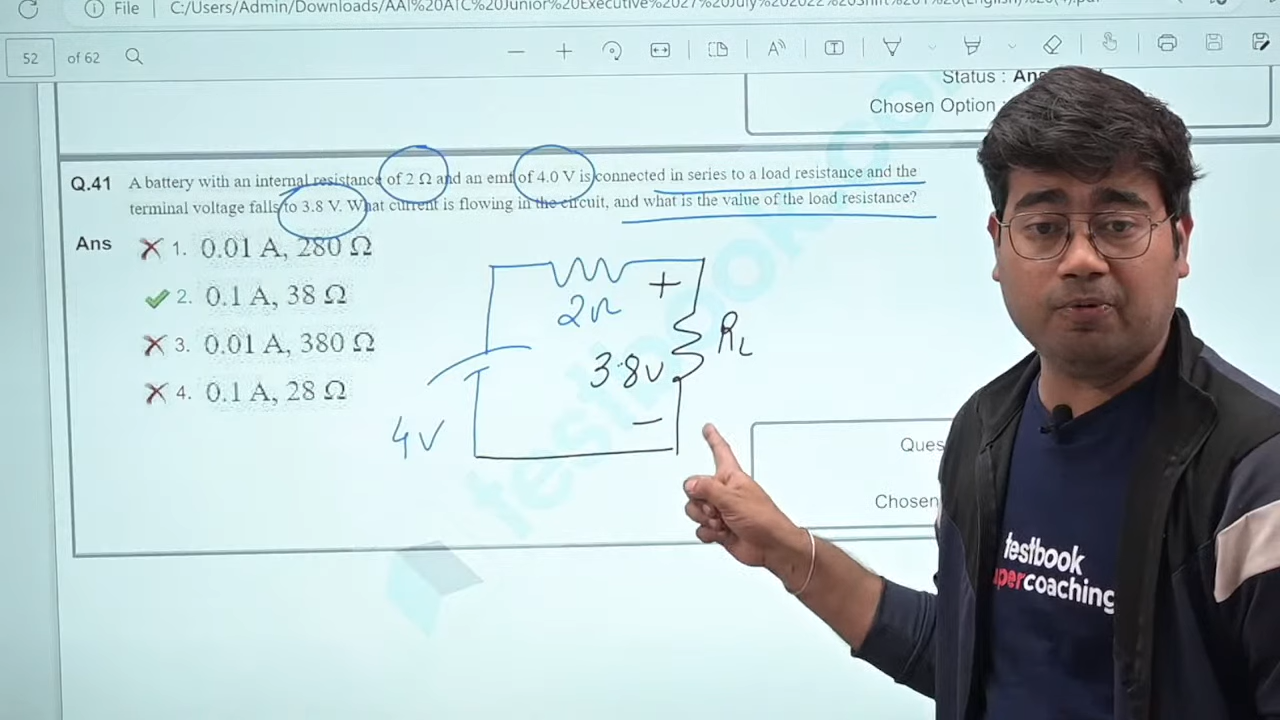 File | C:/Users/Admin/Downloads/AAI%20ATC%20Junior%20Executive%2027%20July%202022%20Shift%201%20(English)%20(4).pdf
52 of 62
Status : Ans
Chosen Option
Q.41 A battery with an internal resistance of 2 Ω and an emf of 4.0 V is connected in series to a load resistance and the
terminal voltage falls to 3.8 V. What current is flowing in the circuit, and what is the value of the load resistance?
Ans 1. 0.01 A, 280 Ω
2. 0.1 A, 38 Ω
3. 0.01 A, 380 Ω
4. 0.1 A, 28 Ω
+
2Ω
RL
3.8V
−
4V
Ques
Chosen
testbook.co
testbook
percoaching